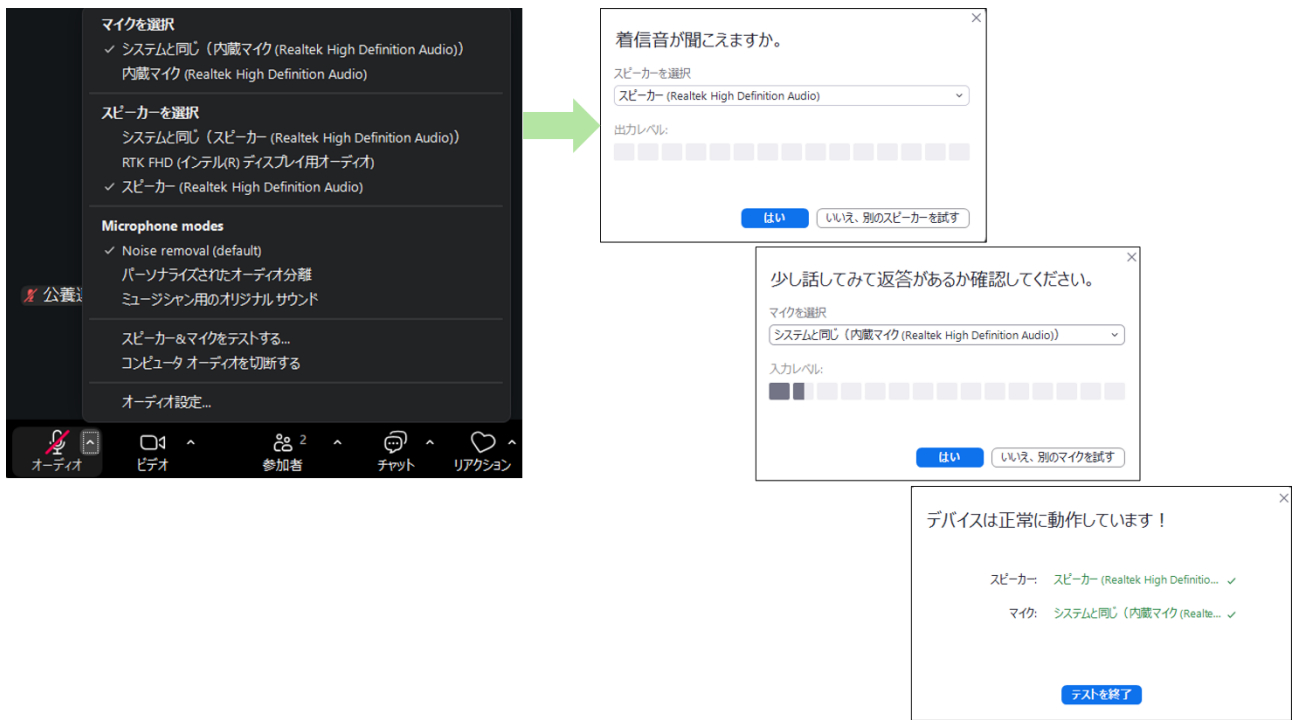 マイクを選択
システムと同じ（内蔵マイク (Realtek High Definition Audio)）
内蔵マイク (Realtek High Definition Audio)
スピーカーを選択
システムと同じ（スピーカー (Realtek High Definition Audio)）
RTK FHD (インテル(R) ディスプレイ用オーディオ)
スピーカー (Realtek High Definition Audio)
Microphone modes
Noise removal (default)
パーソナライズされたオーディオ分離
ミュージシャン用のオリジナル サウンド
スピーカー&マイクをテストする...
コンピュータ オーディオを切断する
オーディオ設定...
公養
オーディオ
ビデオ
2
参加者
チャット
リアクション
着信音が聞こえますか。
スピーカーを選択
スピーカー (Realtek High Definition Audio)
出力レベル:
はい
いいえ、別のスピーカーを試す
少し話してみて返答があるか確認してください。
マイクを選択
システムと同じ（内蔵マイク (Realtek High Definition Audio)）
入力レベル:
はい
いいえ、別のマイクを試す
デバイスは正常に動作しています！
スピーカー: スピーカー (Realtek High Definitio...
マイク: システムと同じ（内蔵マイク (Realte...
テストを終了